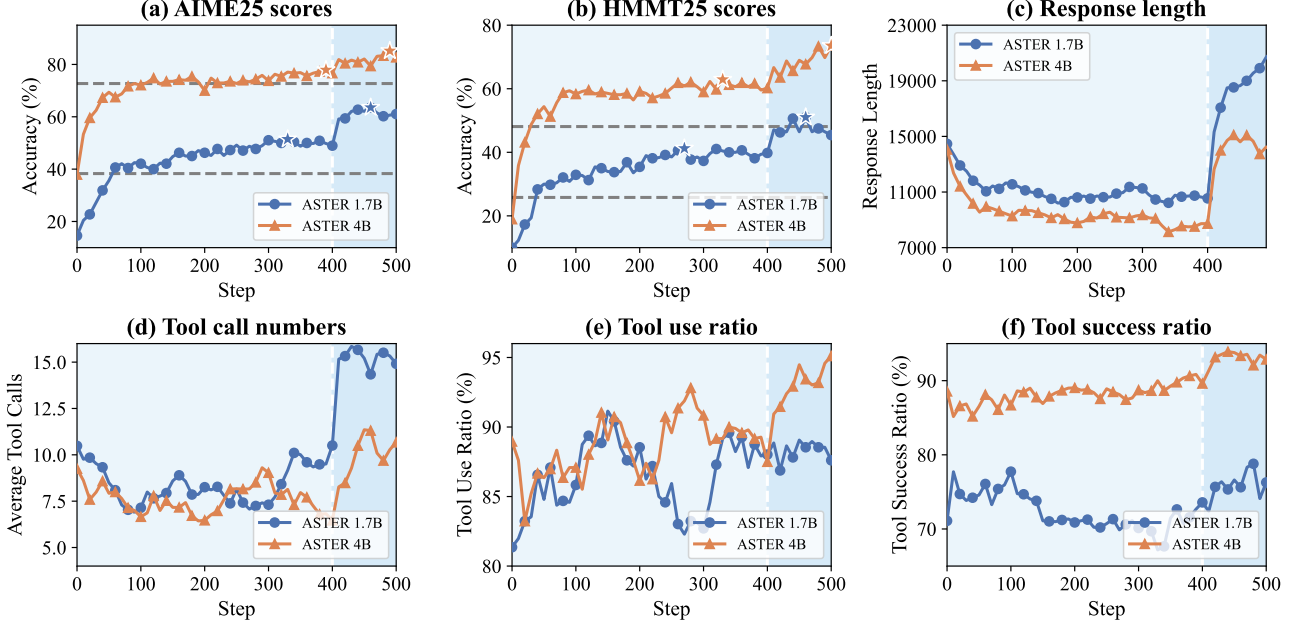 (a) AIME25 scores
Accuracy (%)
80
60
40
20
0
100
200
300
400
500
Step
ASTER 1.7B
ASTER 4B
(b) HMMT25 scores
Accuracy (%)
80
60
40
20
0
100
200
300
400
500
Step
ASTER 1.7B
ASTER 4B
(c) Response length
Response Length
23000
19000
15000
11000
7000
0
100
200
300
400
Step
ASTER 1.7B
ASTER 4B
(d) Tool call numbers
Average Tool Calls
15.0
12.5
10.0
7.5
5.0
0
100
200
300
400
500
Step
ASTER 1.7B
ASTER 4B
(e) Tool use ratio
Tool Use Ratio (%)
95
90
85
80
0
100
200
300
400
500
Step
ASTER 1.7B
ASTER 4B
(f) Tool success ratio
Tool Success Ratio (%)
90
80
70
0
100
200
300
400
500
Step
ASTER 1.7B
ASTER 4B